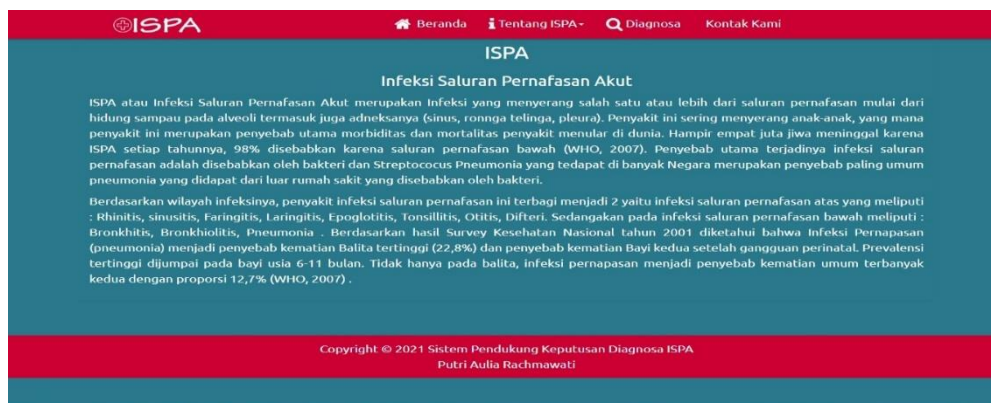 ISPA
Beranda Tentang ISPA Diagnosa Kontak Kami
ISPA
Infeksi Saluran Pernafasan Akut
ISPA atau Infeksi Saluran Pernafasan Akut merupakan Infeksi yang menyerang salah satu atau lebih dari saluran pernafasan mulai dari
hidung sampau pada alveoli termasuk juga adneksanya (sinus, ronnga telinga, pleura). Penyakit ini sering menyerang anak-anak, yang mana
penyakit ini merupakan penyebab utama morbiditas dan mortalitas penyakit menular di dunia. Hampir empat juta jiwa meninggal karena
ISPA setiap tahunnya, 98% disebabkan karena saluran pernafasan bawah (WHO, 2007). Penyebab utama terjadinya infeksi saluran
pernafasan adalah disebabkan oleh bakteri dan Streptococus Pneumonia yang tedapat di banyak Negara merupakan penyebab paling umum
pneumonia yang didapat dari luar rumah sakit yang disebabkan oleh bakteri.
Berdasarkan wilayah infeksinya, penyakit infeksi saluran pernafasan ini terbagi menjadi 2 yaitu infeksi saluran pernafasan atas yang meliputi
: Rhinitis, sinusitis, Faringitis, Laringitis, Epoglotitis, Tonsillitis, Otitis, Difteri. Sedangakan pada infeksi saluran pernafasan bawah meliputi :
Bronkhitis, Bronkhiolitis, Pneumonia . Berdasarkan hasil Survey Kesehatan Nasional tahun 2001 diketahui bahwa Infeksi Pernapasan
(pneumonia) menjadi penyebab kematian Balita tertinggi (22,8%) dan penyebab kematian Bayi kedua setelah gangguan perinatal. Prevalensi
tertinggi dijumpai pada bayi usia 6-11 bulan. Tidak hanya pada balita, infeksi pernapasan menjadi penyebab kematian umum terbanyak
kedua dengan proporsi 12,7% (WHO, 2007) .
Copyright © 2021 Sistem Pendukung Keputusan Diagnosa ISPA
Putri Aulia Rachmawati